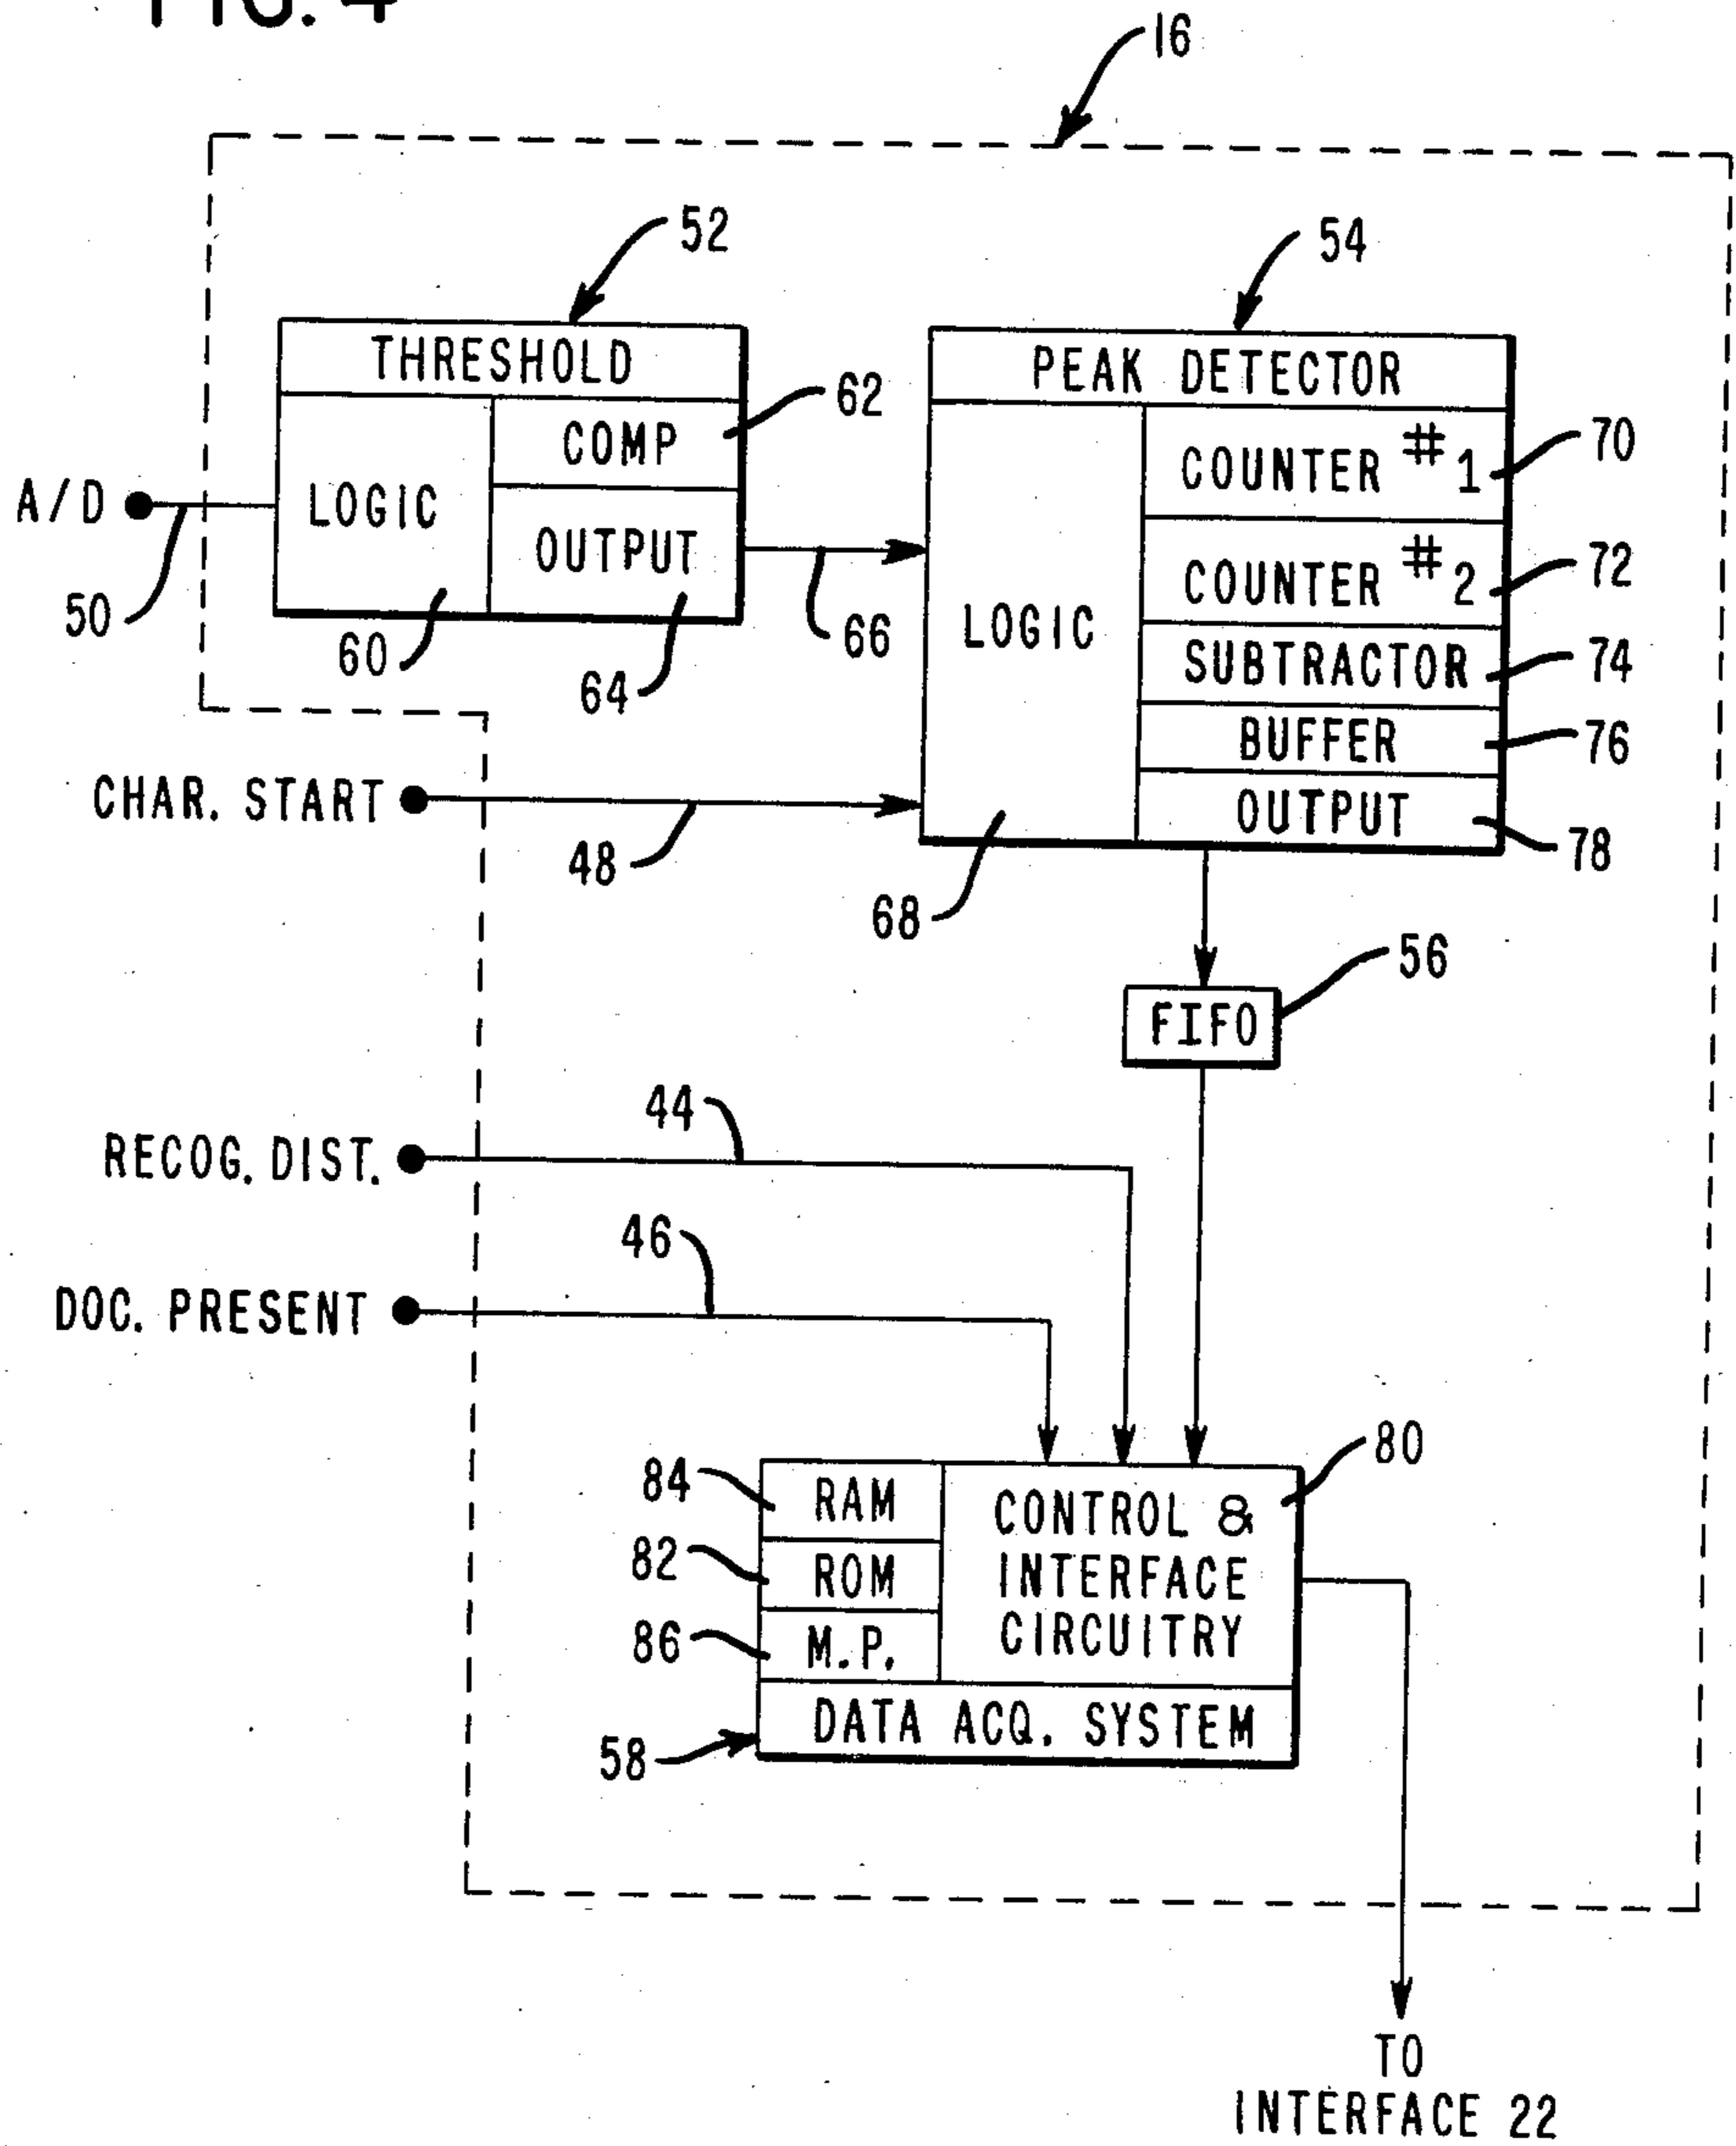 FIG. 4
16
52
54
THRESHOLD
PEAK DETECTOR
62
COMP
COUNTER #1
70
A/D
LOGIC
OUTPUT
COUNTER #2
72
50
60
64
66
LOGIC
SUBTRACTOR
74
BUFFER
76
CHAR. START
OUTPUT
78
48
68
56
FIFO
44
RECOG. DIST.
46
DOC. PRESENT
80
84
RAM
CONTROL &
INTERFACE
CIRCUITRY
82
ROM
86
M.P.
DATA ACQ. SYSTEM
58
TO
INTERFACE 22